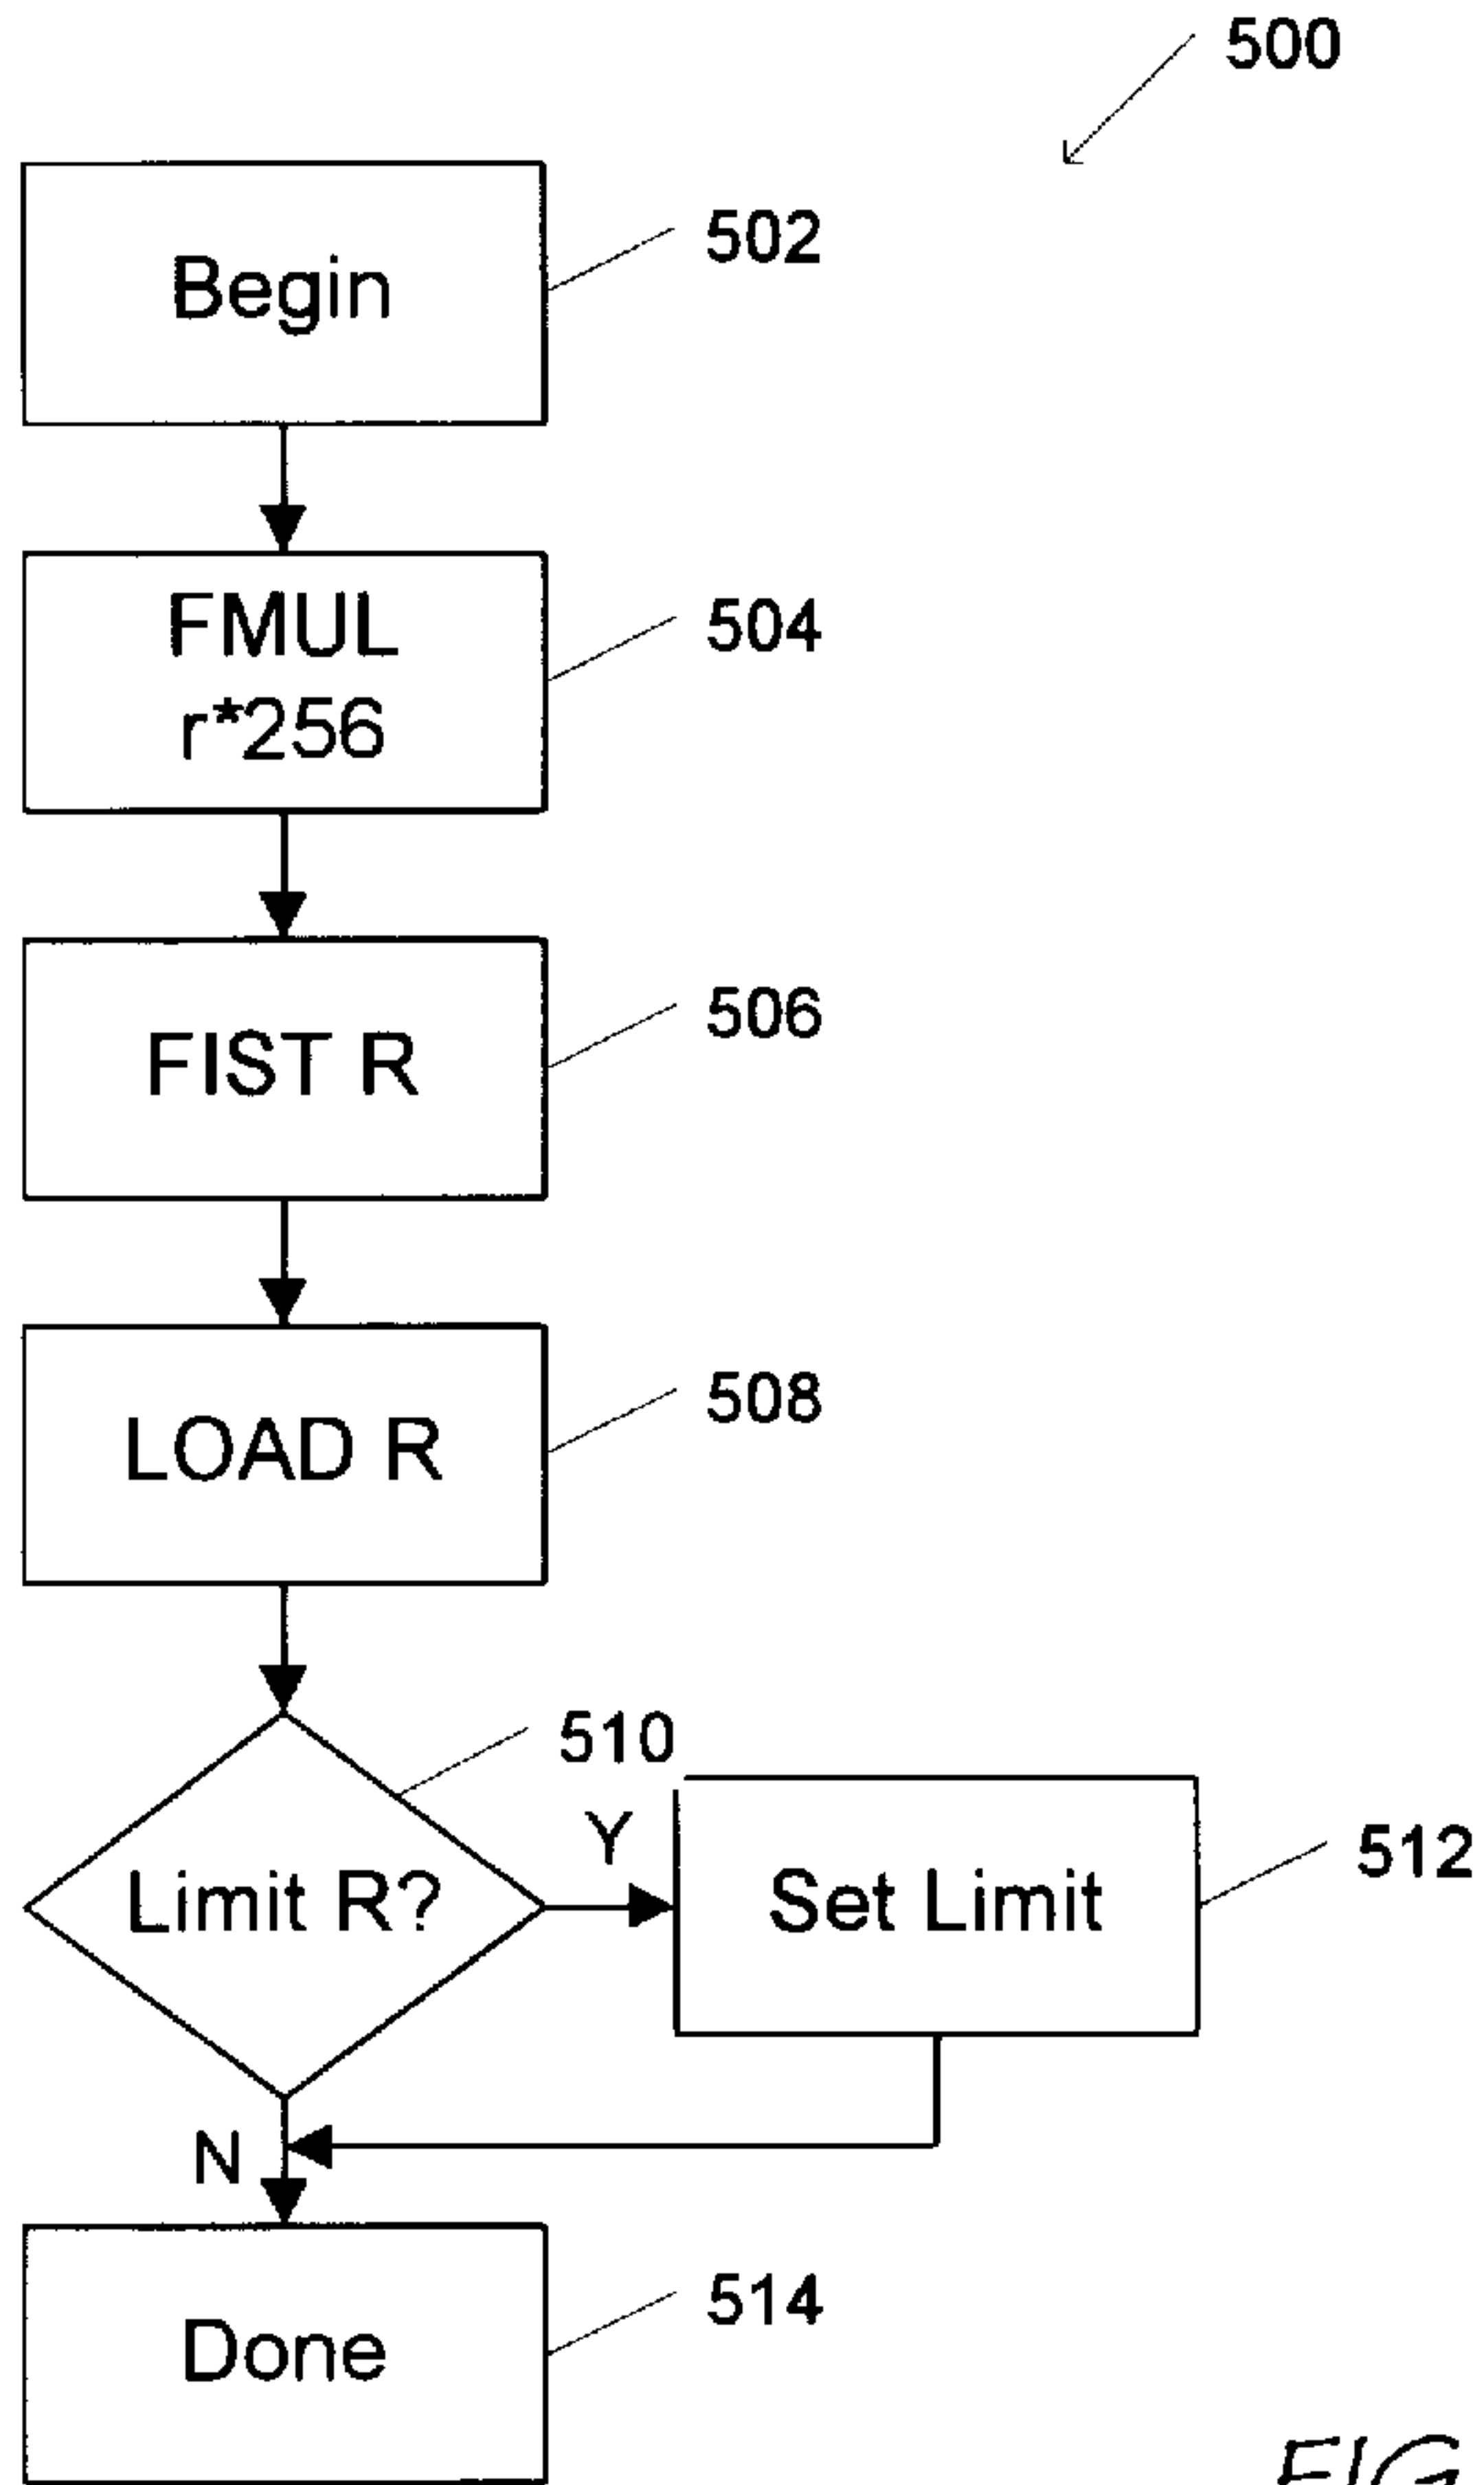 500
Begin
502
FMUL
r*256
504
FIST R
506
LOAD R
508
510
Limit R?
Y
Set Limit
512
N
Done
514